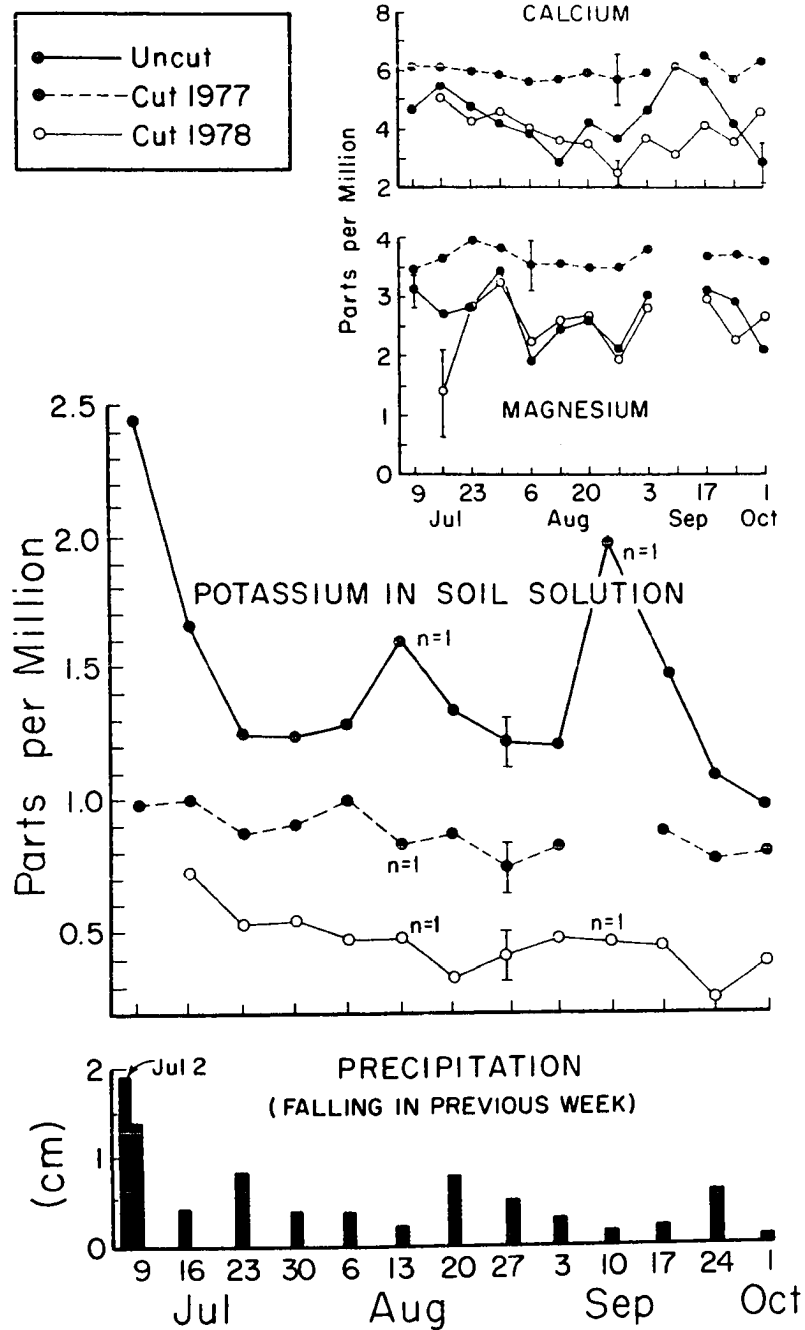 Uncut
Cut 1977
Cut 1978
CALCIUM
8
6
4
2
Parts per Million
4
3
2
1
0
MAGNESIUM
9 23 6 20 3 17 1
Jul Aug Sep Oct
2.5
2.0
1.5
1.0
0.5
Parts per Million
POTASSIUM IN SOIL SOLUTION
n=1
n=1
n=1
n=1
n=1
PRECIPITATION
(FALLING IN PREVIOUS WEEK)
Jul 2
2
1
0
(cm)
9 16 23 30 6 13 20 27 3 10 17 24 1
Jul Aug Sep Oct